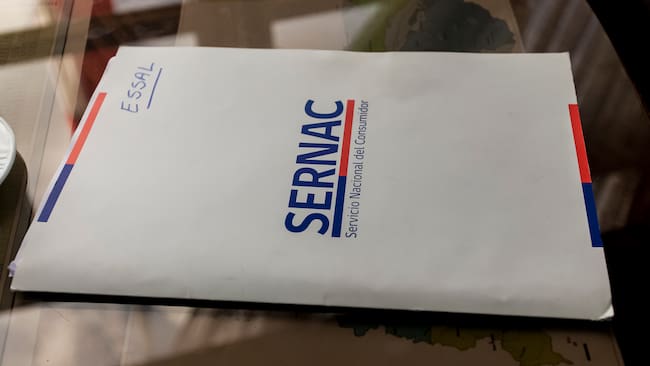 ESSAL
SERNAC
Servicio Nacional del Consumidor